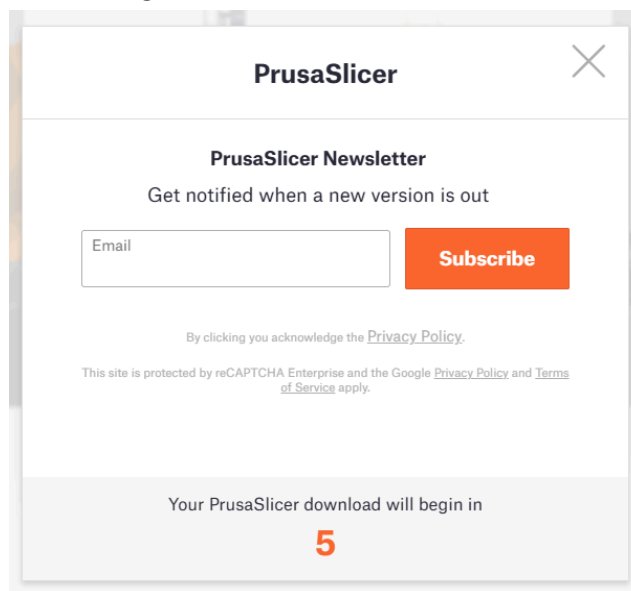 PrusaSlicer
PrusaSlicer Newsletter
Get notified when a new version is out
Email
Subscribe
By clicking you acknowledge the Privacy Policy.
This site is protected by reCAPTCHA Enterprise and the Google Privacy Policy and Terms
of Service apply.
Your PrusaSlicer download will begin in
5